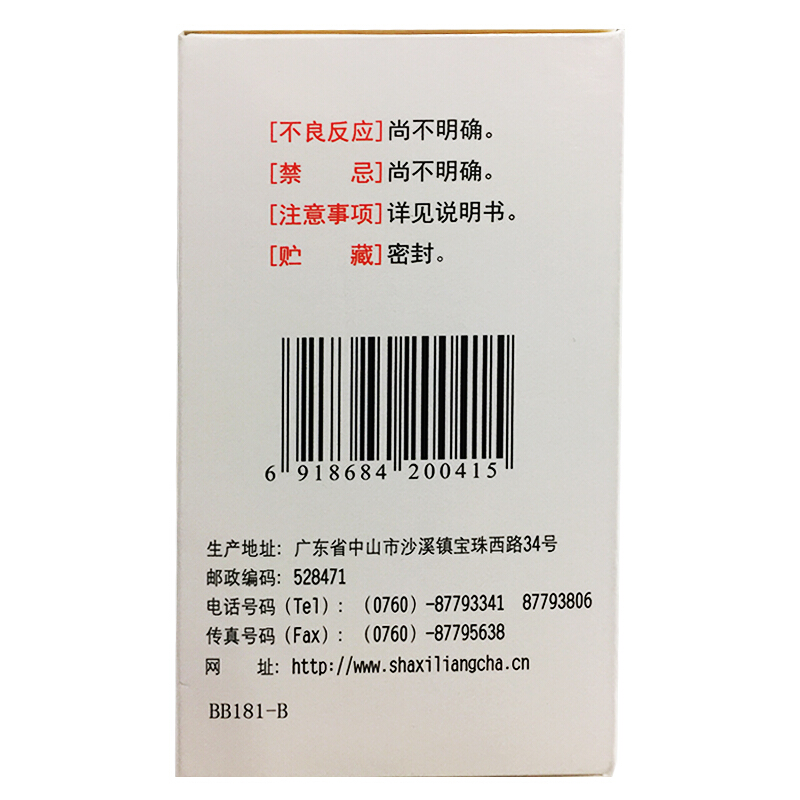 [不良反应]尚不明确。
[禁　　忌]尚不明确。
[注意事项]详见说明书。
[贮　　藏]密封。
6 918684 200415
生产地址: 广东省中山市沙溪镇宝珠西路34号
邮政编码: 528471
电话号码(Tel): (0760)-87793341 87793806
传真号码(Fax): (0760)-87795638
网　　址: http://www.shaxiliangcha.cn
BB181-B